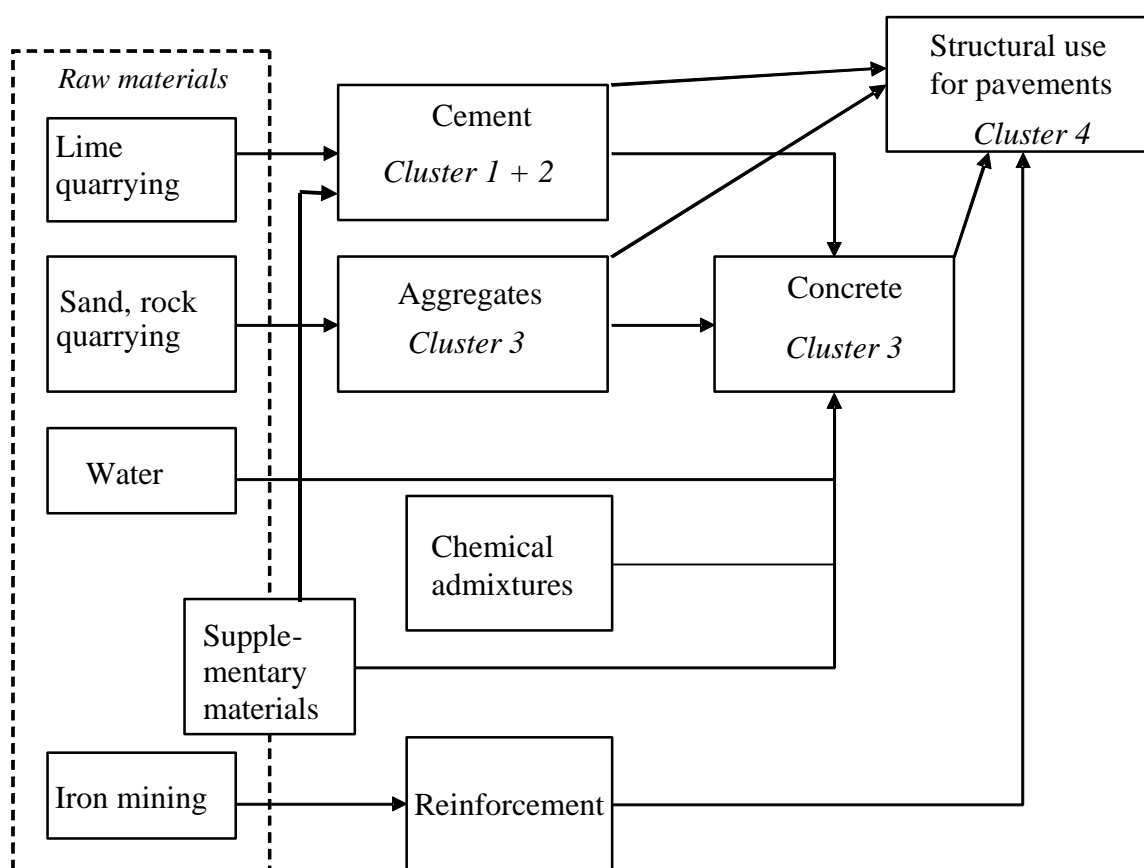 Raw materials
Lime
quarrying
Cement
Cluster 1 + 2
Structural use
for pavements
Cluster 4
Sand, rock
quarrying
Aggregates
Cluster 3
Concrete
Cluster 3
Water
Chemical
admixtures
Supple-
mentary
materials
Iron mining
Reinforcement